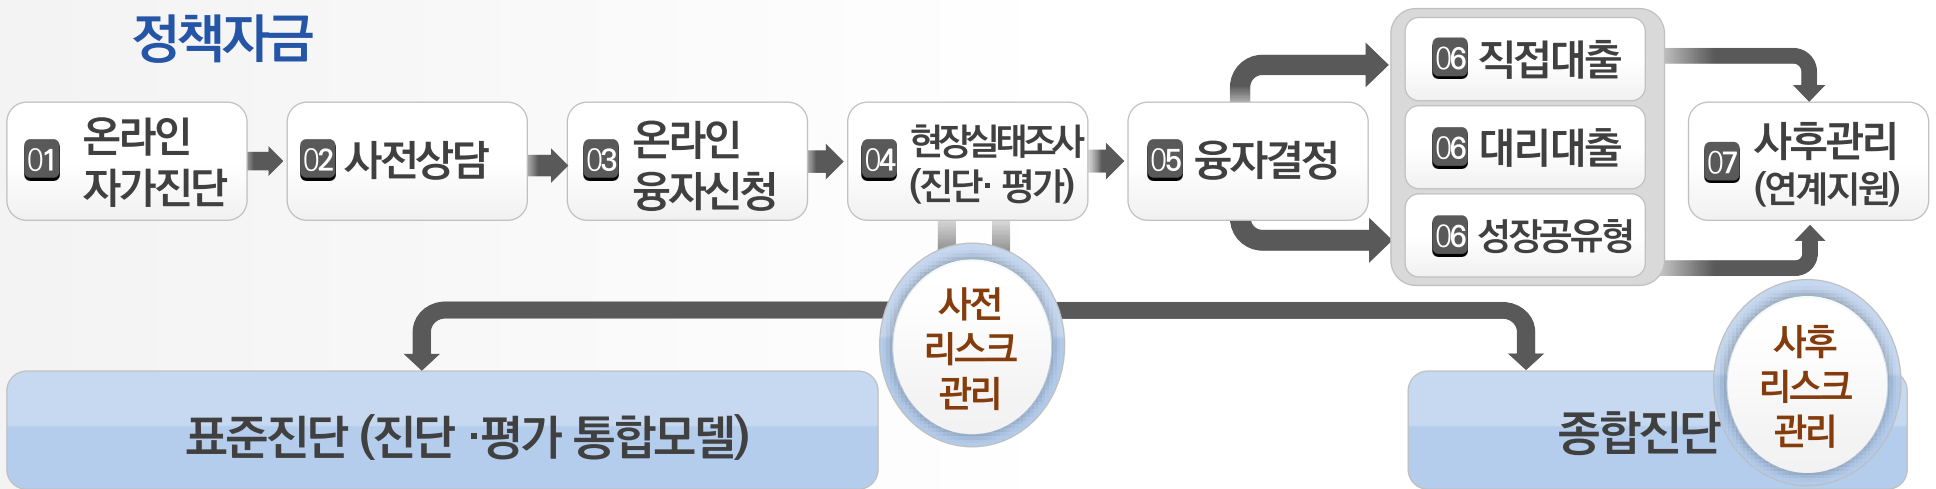 정책자금
01 온라인
자가진단
02 사전상담
03 온라인
융자신청
04 현장실태조사
(진단· 평가)
05 융자결정
06 직접대출
06 대리대출
06 성장공유형
07 사후관리
(연계지원)
사전
리스크
관리
사후
리스크
관리
표준진단 (진단 ·평가 통합모델)
종합진단